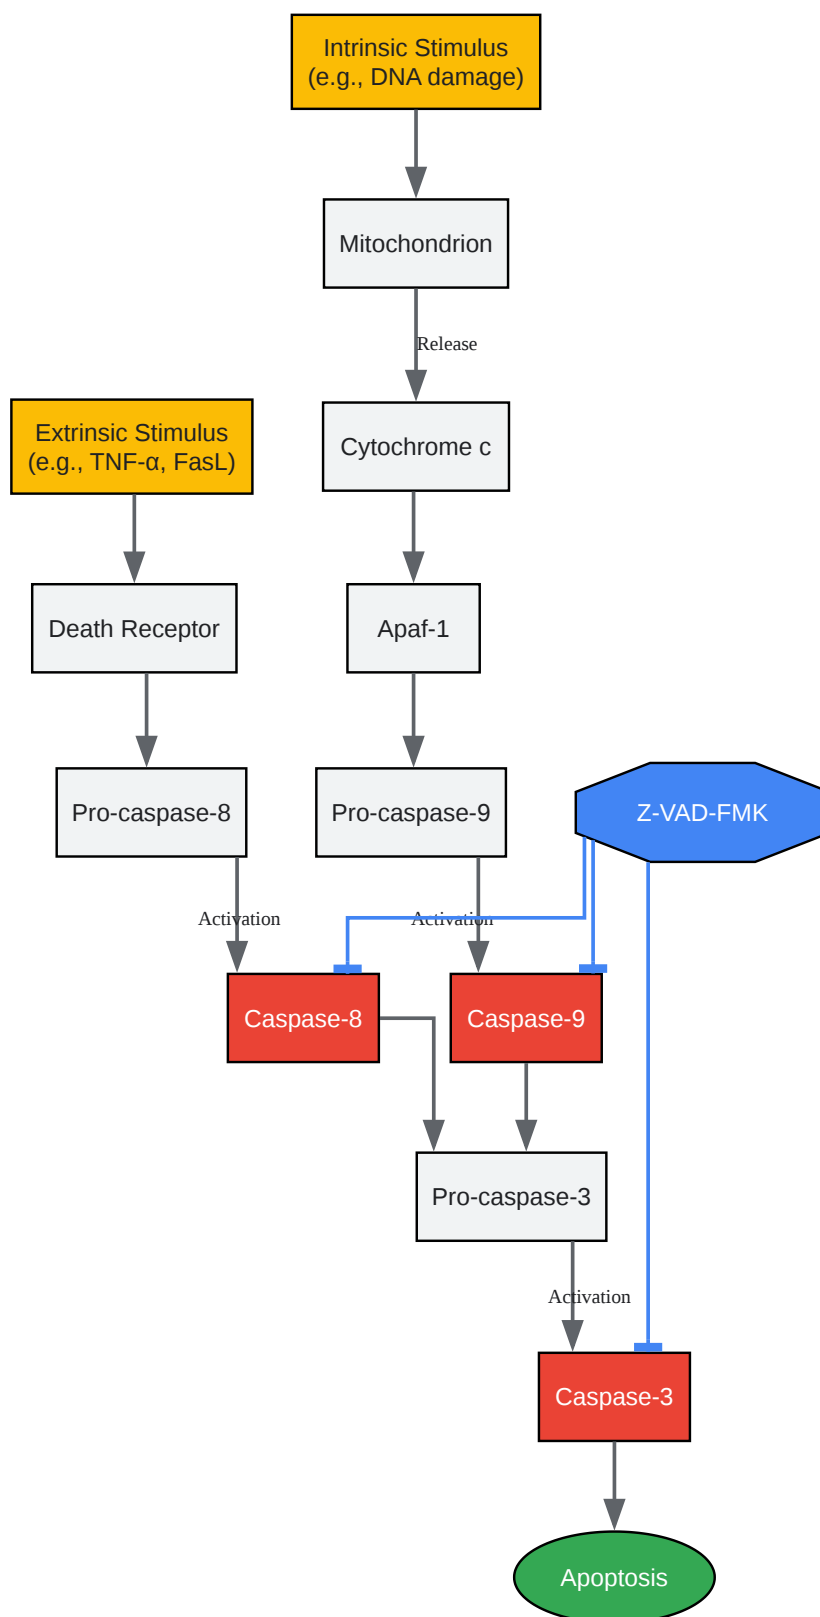 Intrinsic Stimulus
(e.g., DNA damage)
Mitochondrion
Release
Extrinsic Stimulus
(e.g., TNF-α, FasL)
Cytochrome c
Death Receptor
Apaf-1
Pro-caspase-8
Pro-caspase-9
Z-VAD-FMK
Activation
Activation
Caspase-8
Caspase-9
Pro-caspase-3
Activation
Caspase-3
Apoptosis